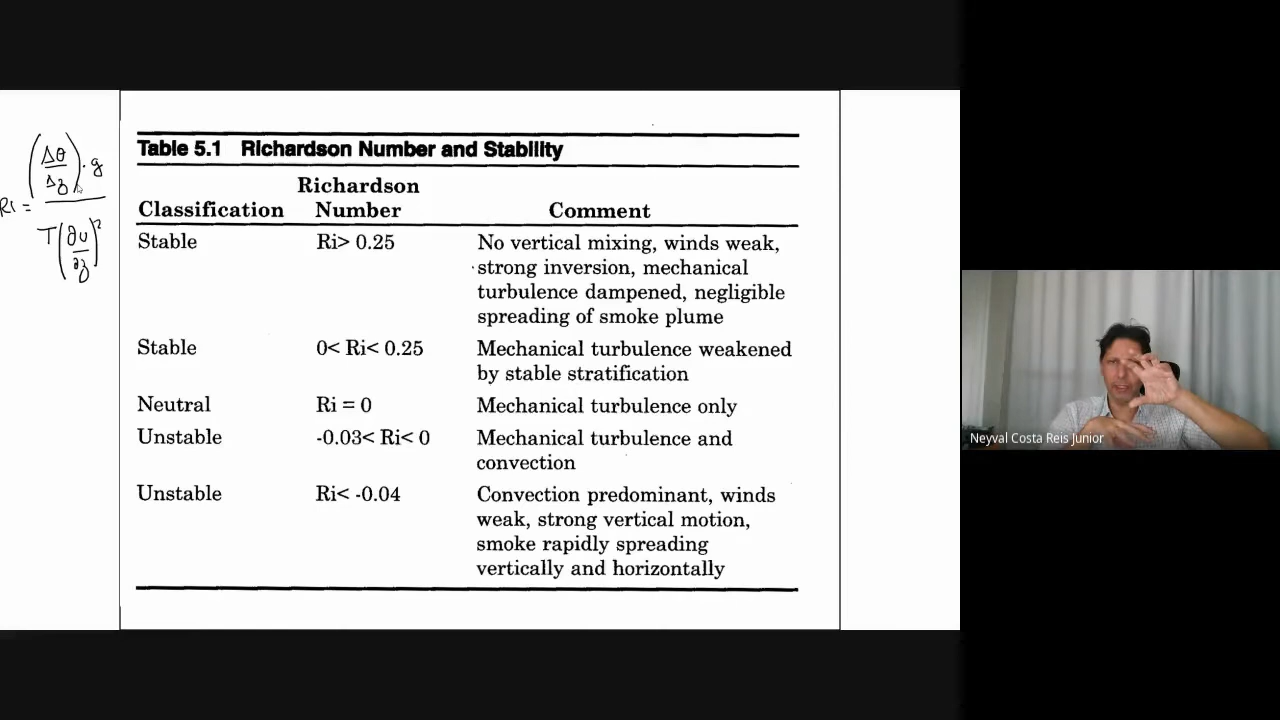 Ri = (Δθ/Δz)·g / T(∂u/∂z)²
Table 5.1 Richardson Number and Stability
Richardson
Classification Number Comment
Stable Ri> 0.25 No vertical mixing, winds weak,
strong inversion, mechanical
turbulence dampened, negligible
spreading of smoke plume
Stable 0< Ri< 0.25 Mechanical turbulence weakened
by stable stratification
Neutral Ri = 0 Mechanical turbulence only
Unstable -0.03< Ri< 0 Mechanical turbulence and
convection
Unstable Ri< -0.04 Convection predominant, winds
weak, strong vertical motion,
smoke rapidly spreading
vertically and horizontally
Neyval Costa Reis Junior